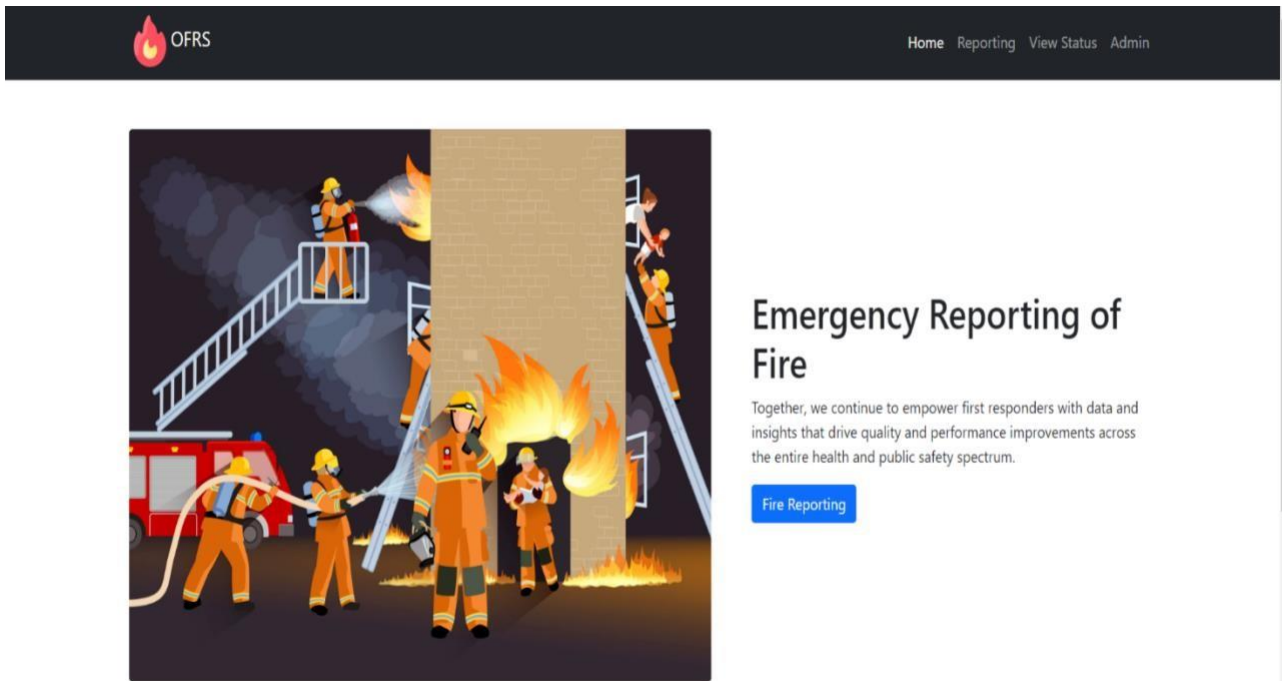 OFRS
Home Reporting View Status Admin
Emergency Reporting of
Fire
Together, we continue to empower first responders with data and
insights that drive quality and performance improvements across
the entire health and public safety spectrum.
Fire Reporting